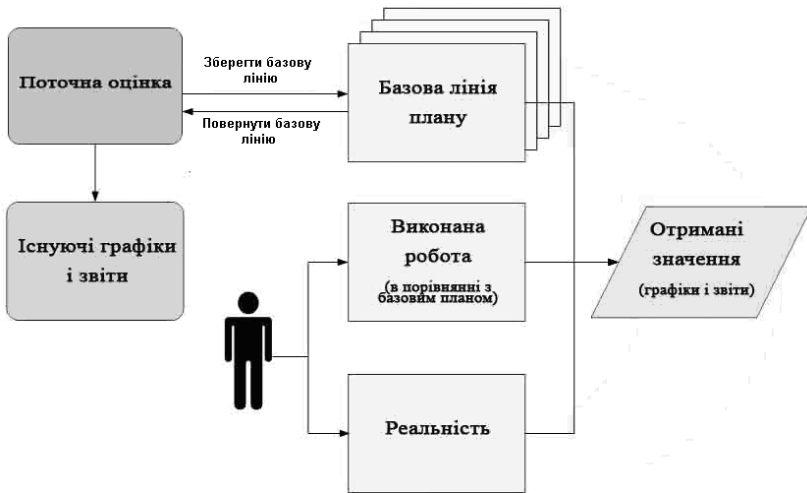 Поточна оцінка
Зберегти базову
лінію
Повернути базову
лінію
Базова лінія
плану
Існуючі графіки
і звіти
Виконана
робота
(в порівнянні з
базовим планом)
Отримані
значення
(графіки і звіти)
Реальність